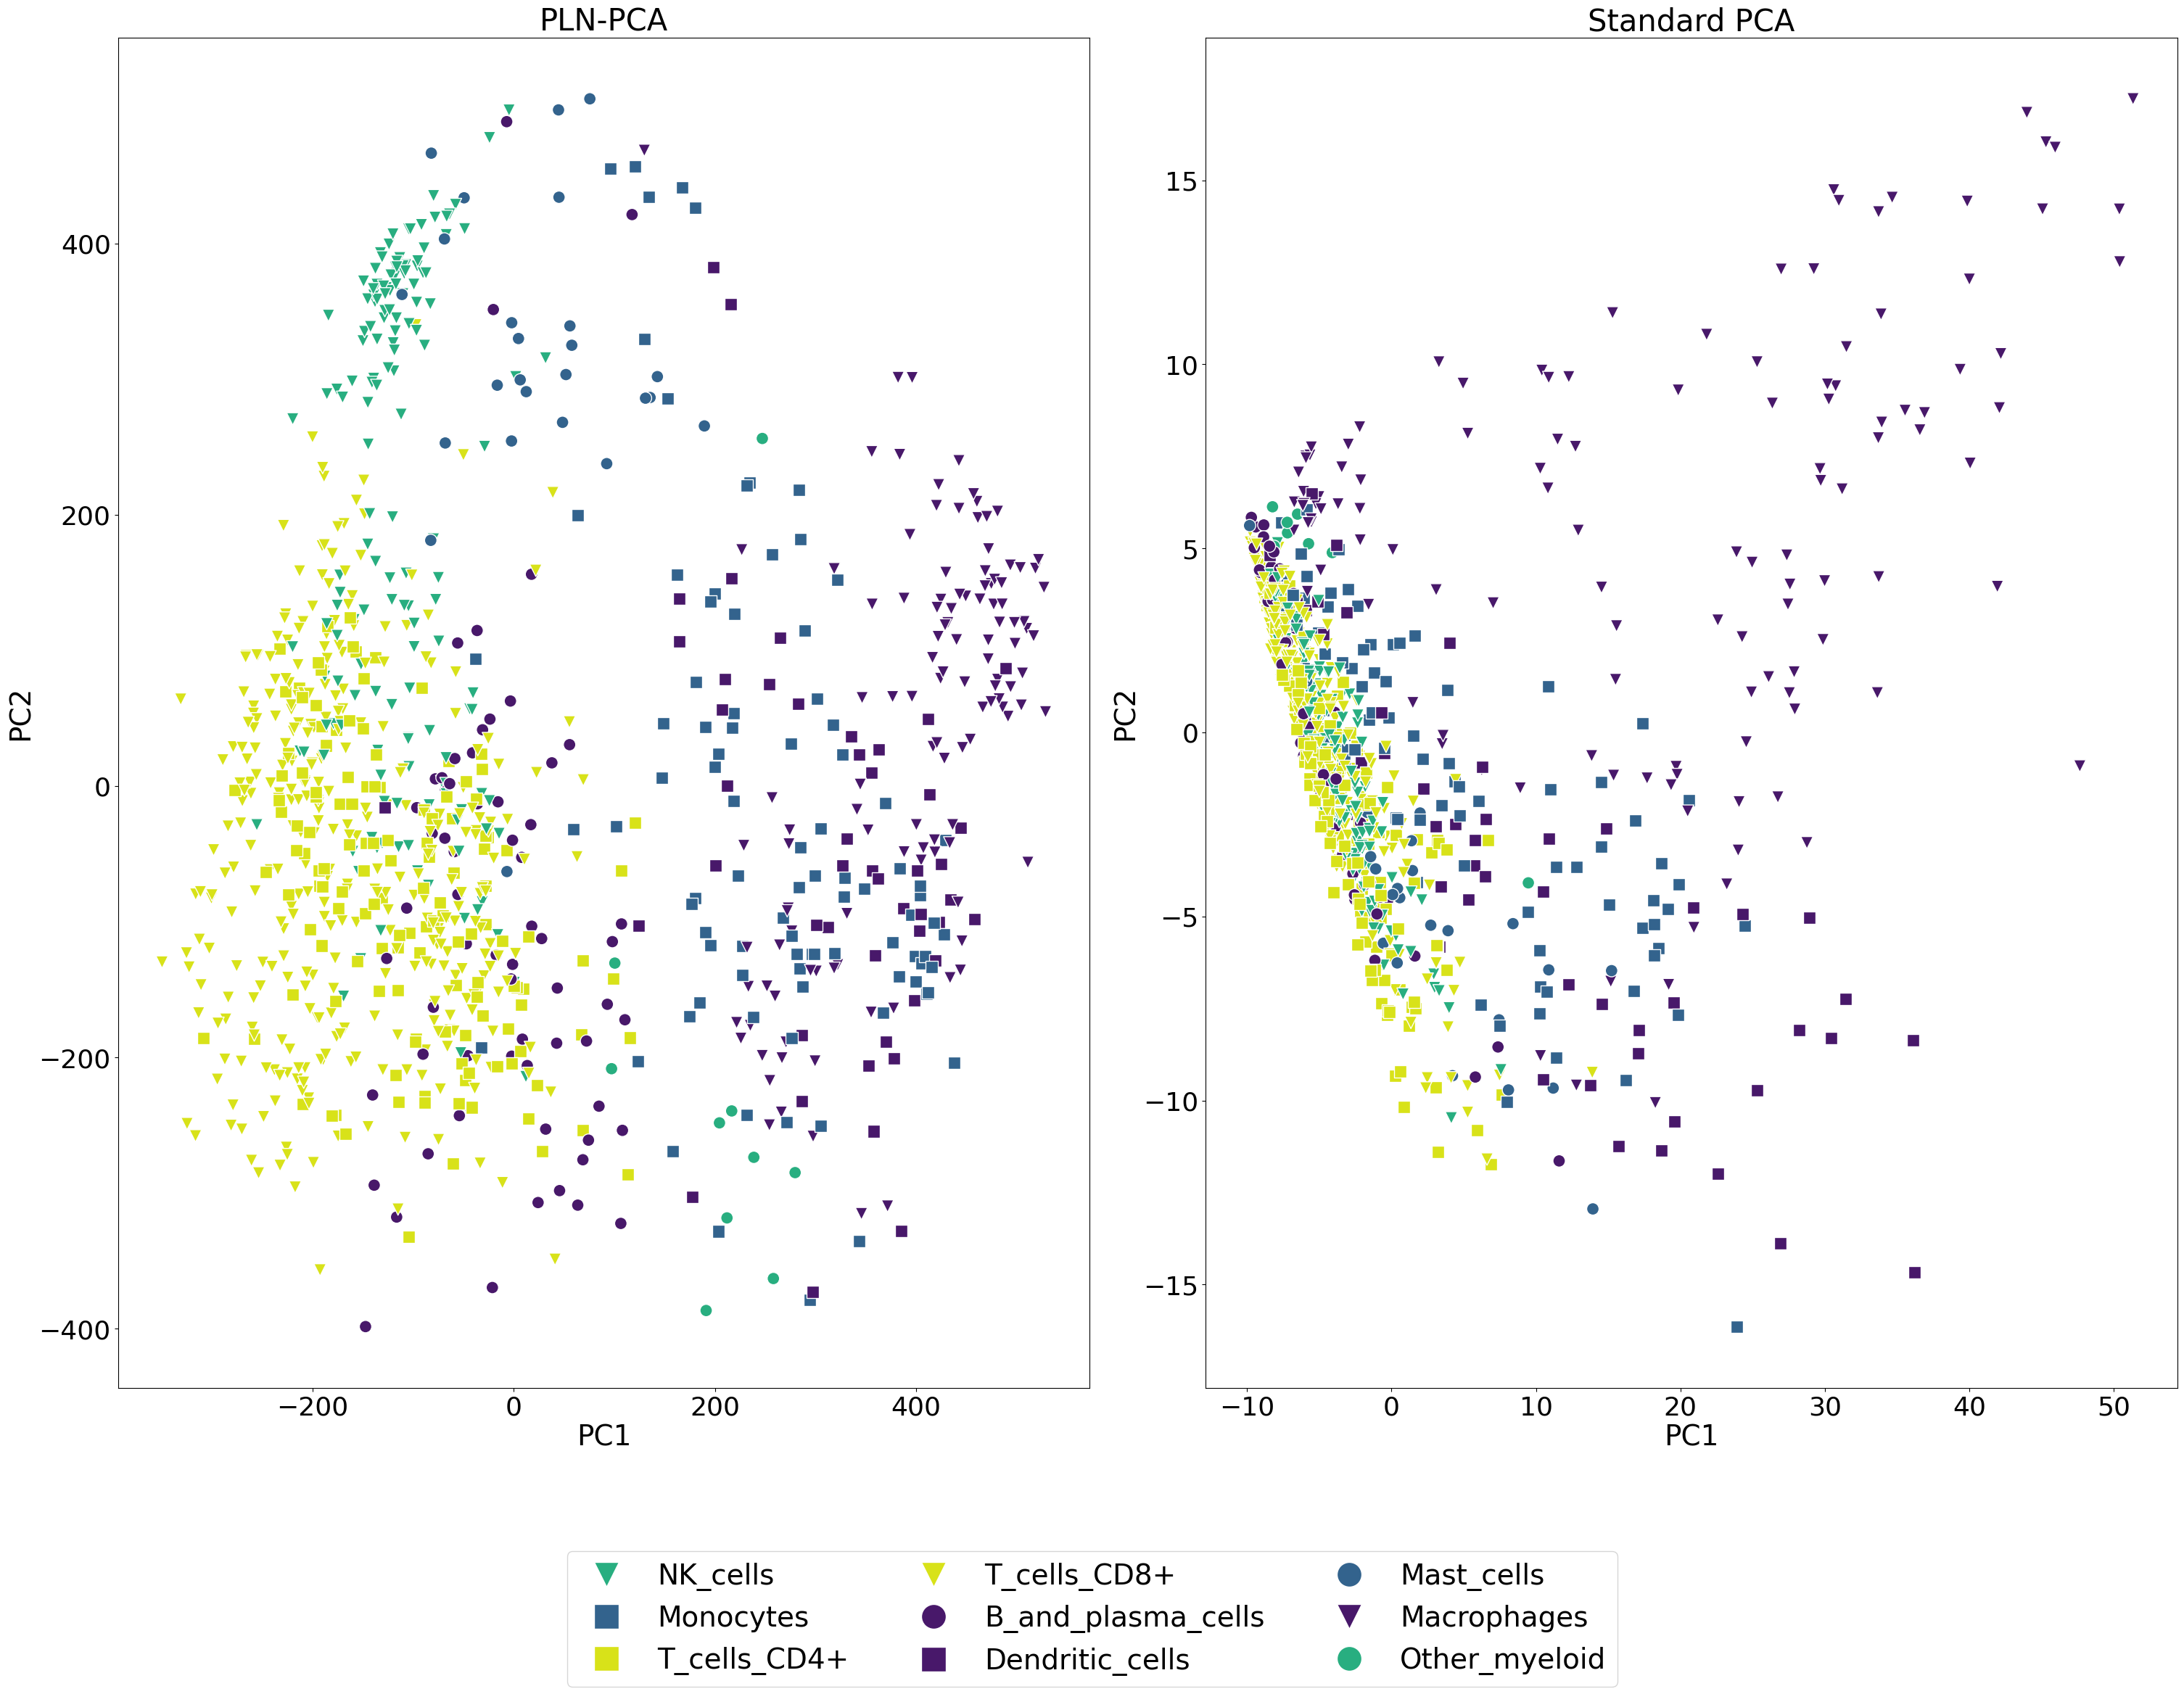 PLN-PCA
400
200
0
−200
−400
PC2
−200
0
200
400
PC1
Standard PCA
15
10
5
0
−5
−10
−15
PC2
−10
0
10
20
30
40
50
PC1
NK_cells
Monocytes
T_cells_CD4+
T_cells_CD8+
B_and_plasma_cells
Dendritic_cells
Mast_cells
Macrophages
Other_myeloid